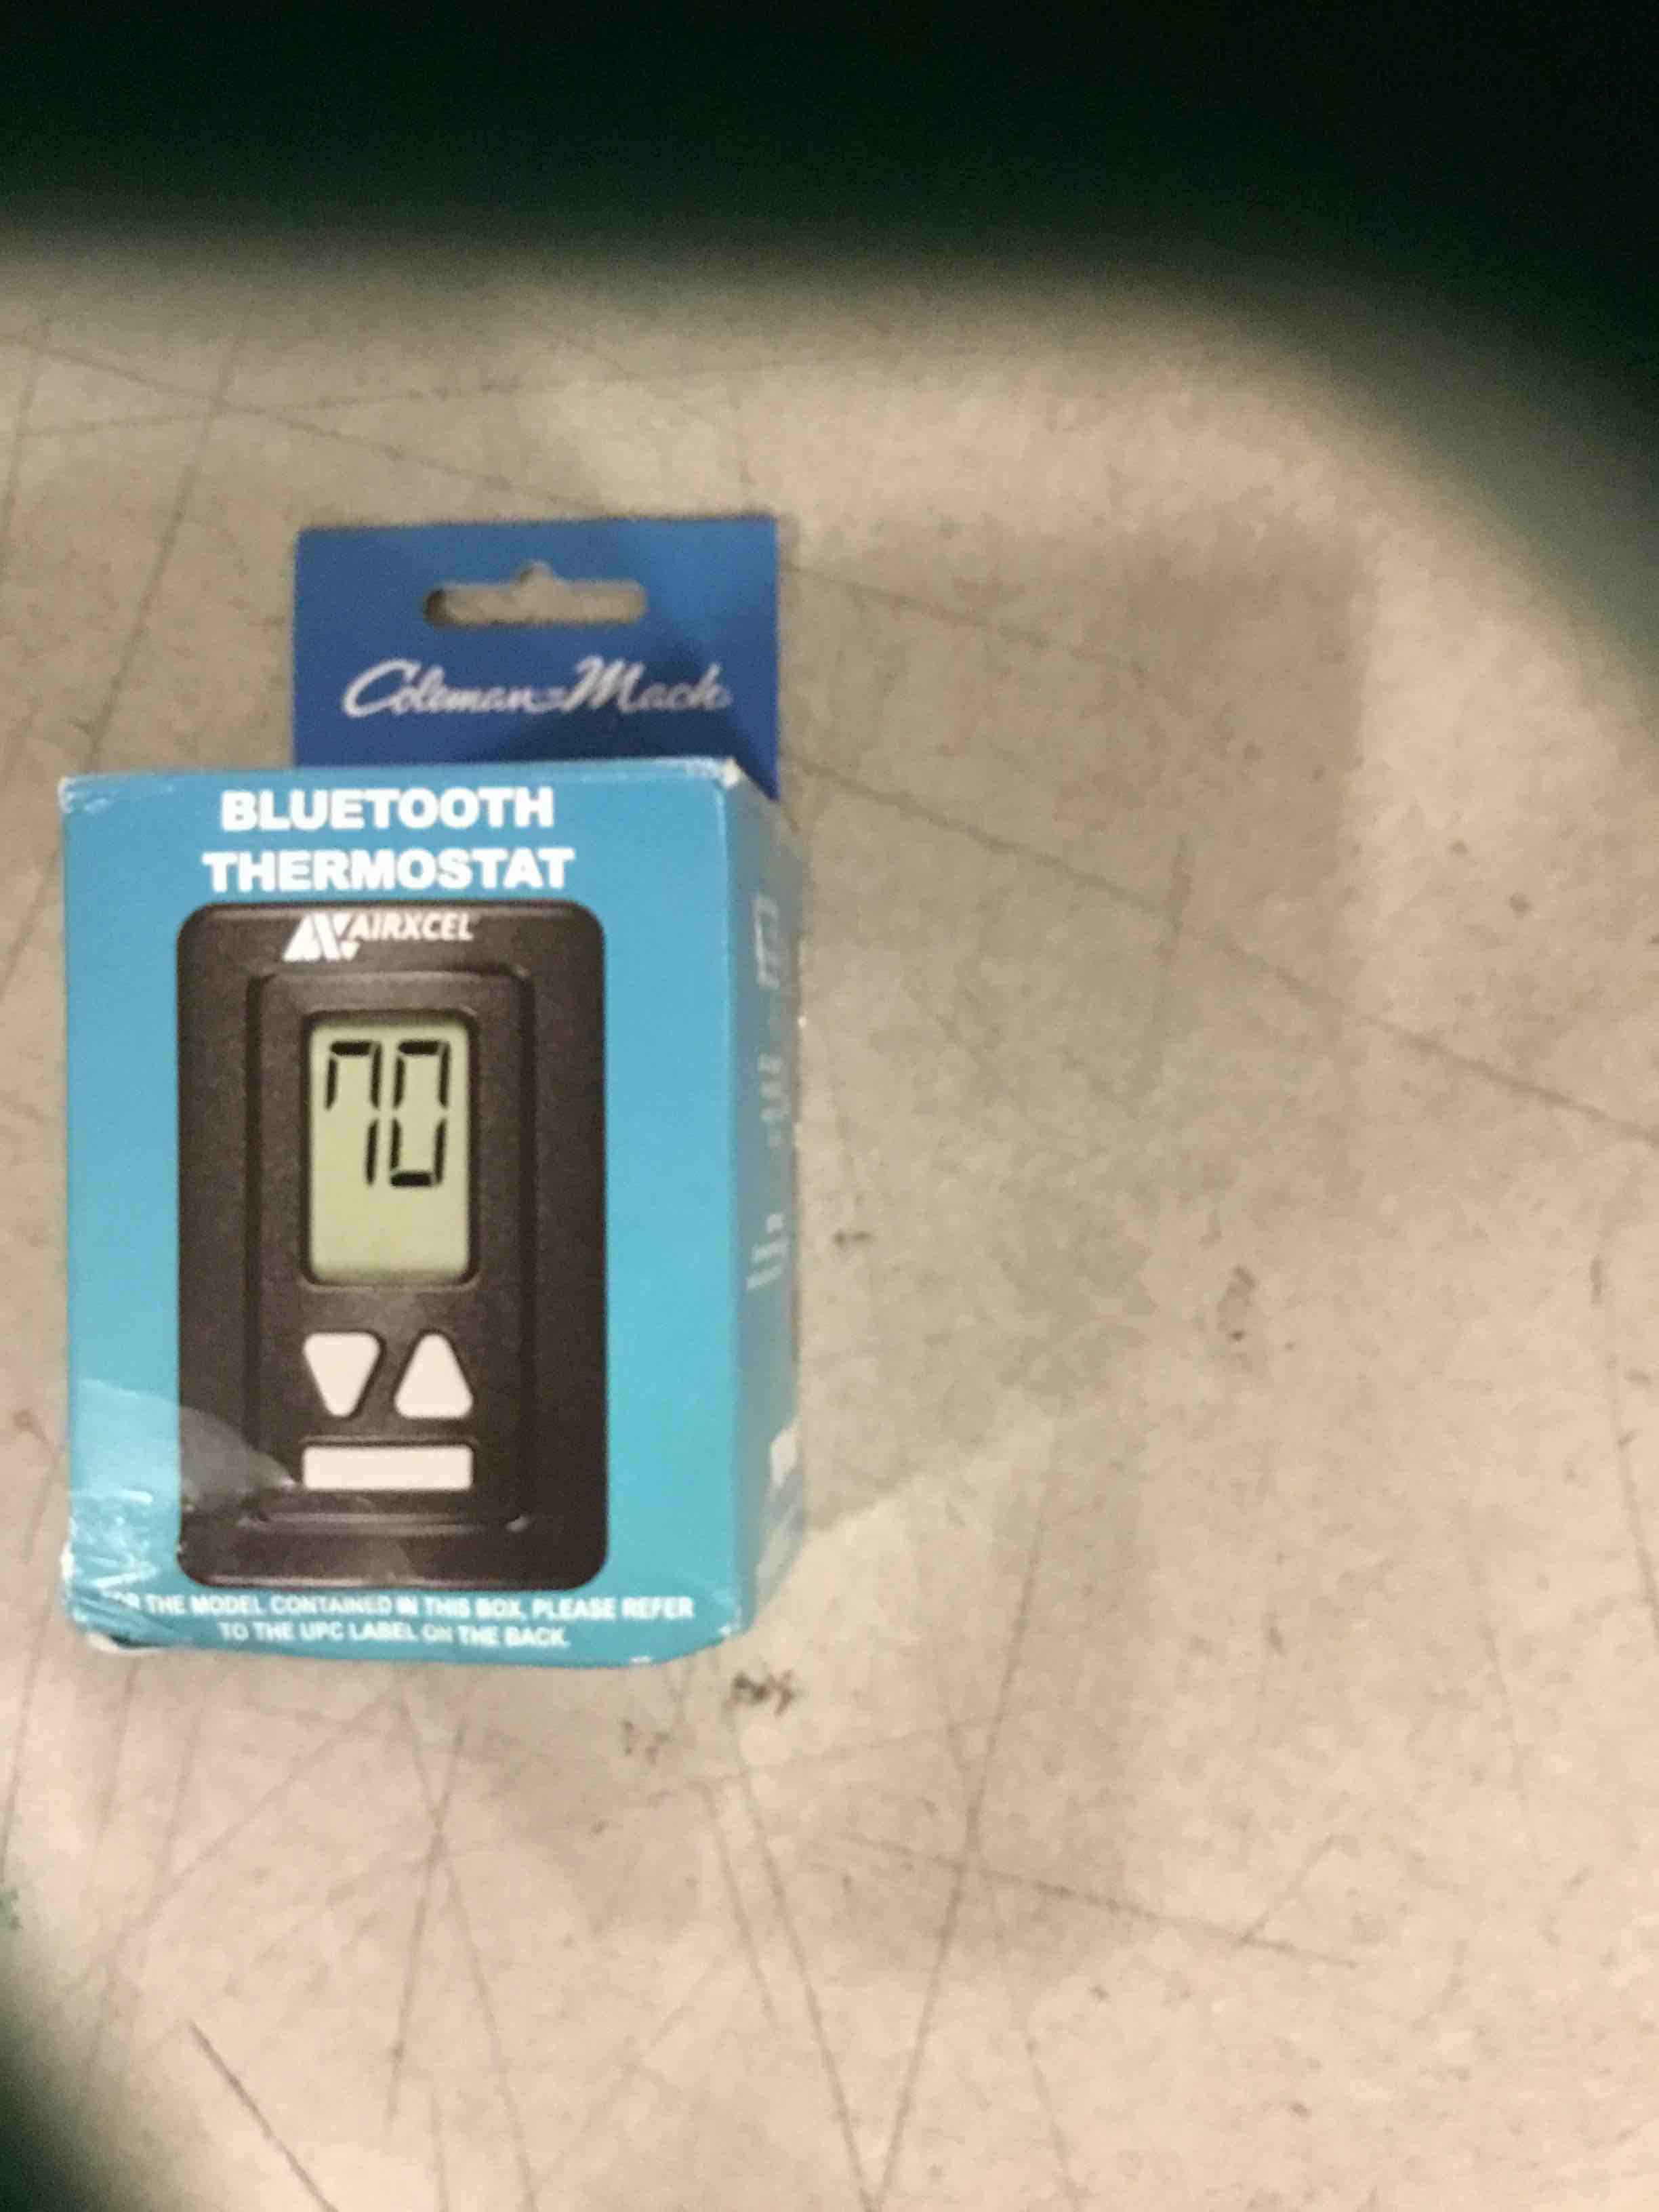 Coleman-Mach
BLUETOOTH
THERMOSTAT
AIRXCEL
70
FOR THE MODEL CONTAINED IN THIS BOX, PLEASE REFER
TO THE UPC LABEL ON THE BACK.